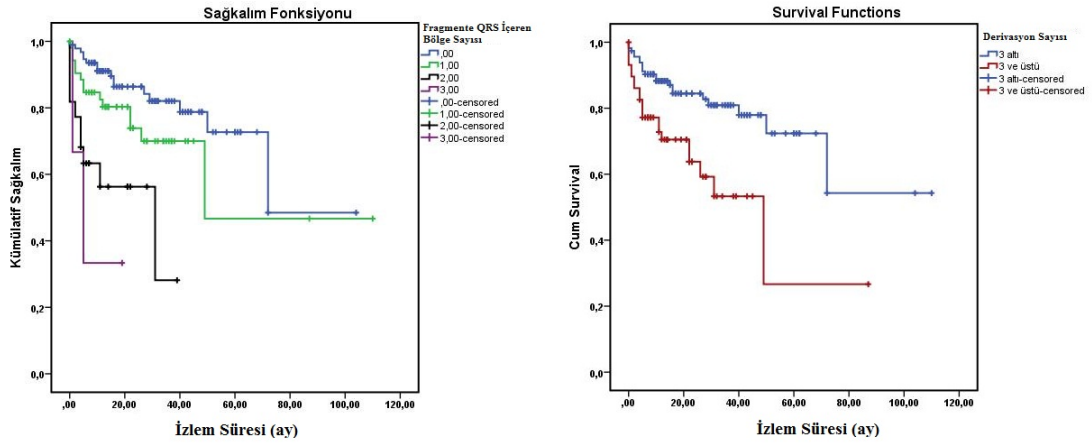 Sağkalım Fonksiyonu
Fragmente QRS İçeren
Bölge Sayısı
,00
1,00
2,00
3,00
,00-censored
1,00-censored
2,00-censored
3,00-censored
Kümülatif Sağkalım
1,0
0,8
0,6
0,4
0,2
0,0
,00 20,00 40,00 60,00 80,00 100,00 120,00
İzlem Süresi (ay)
Survival Functions
Derivasyon Sayısı
3 altı
3 ve üstü
3 altı-censored
3 ve üstü-censored
Cum Survival
1,0
0,8
0,6
0,4
0,2
0,0
,00 20,00 40,00 60,00 80,00 100,00 120,00
İzlem Süresi (ay)